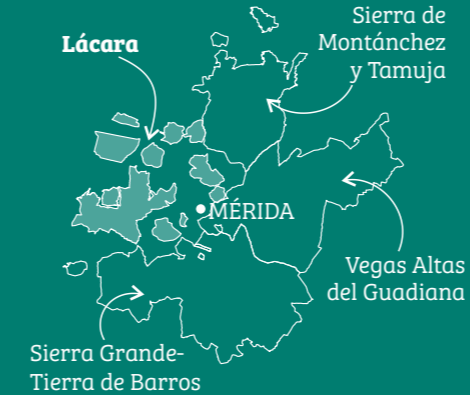 Sierra de
Montánchez
y Tamuja
Lácara
MÉRIDA
Vegas Altas
del Guadiana
Sierra Grande-
Tierra de Barros